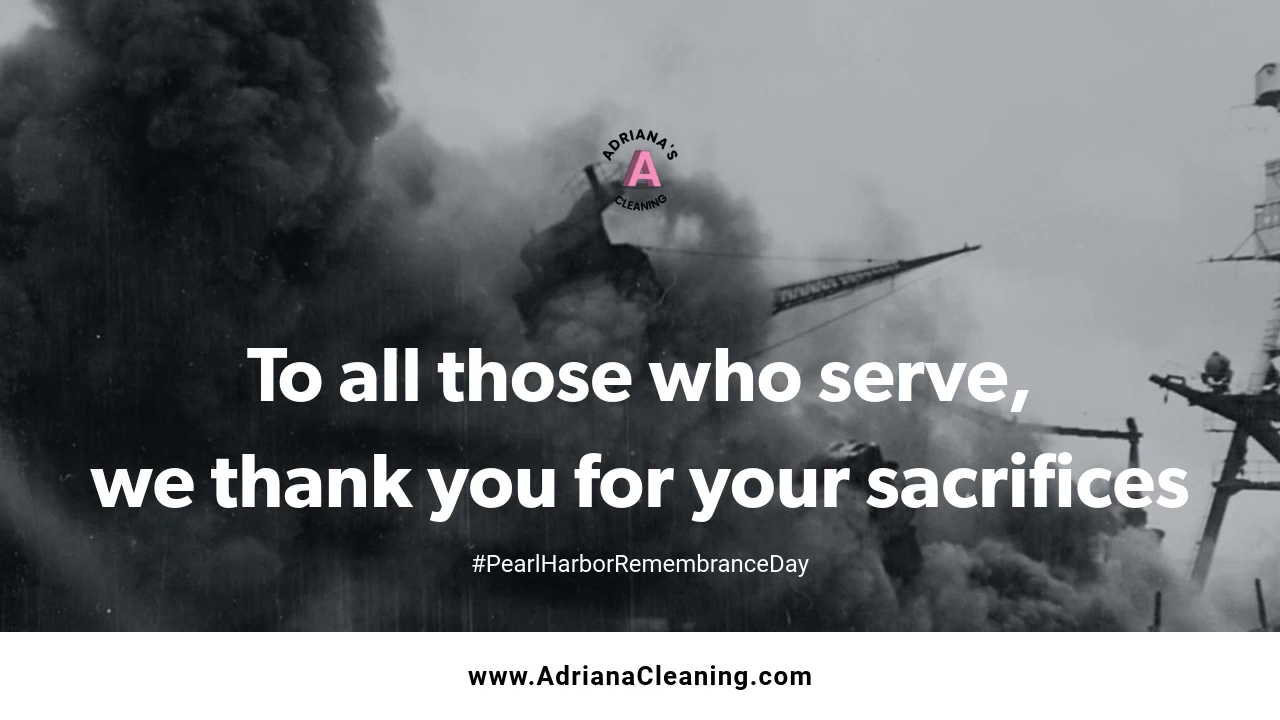 ADRIANA'S
A
CLEANING
To all those who serve,
we thank you for your sacrifices
#PearlHarborRemembranceDay
www.AdrianaCleaning.com